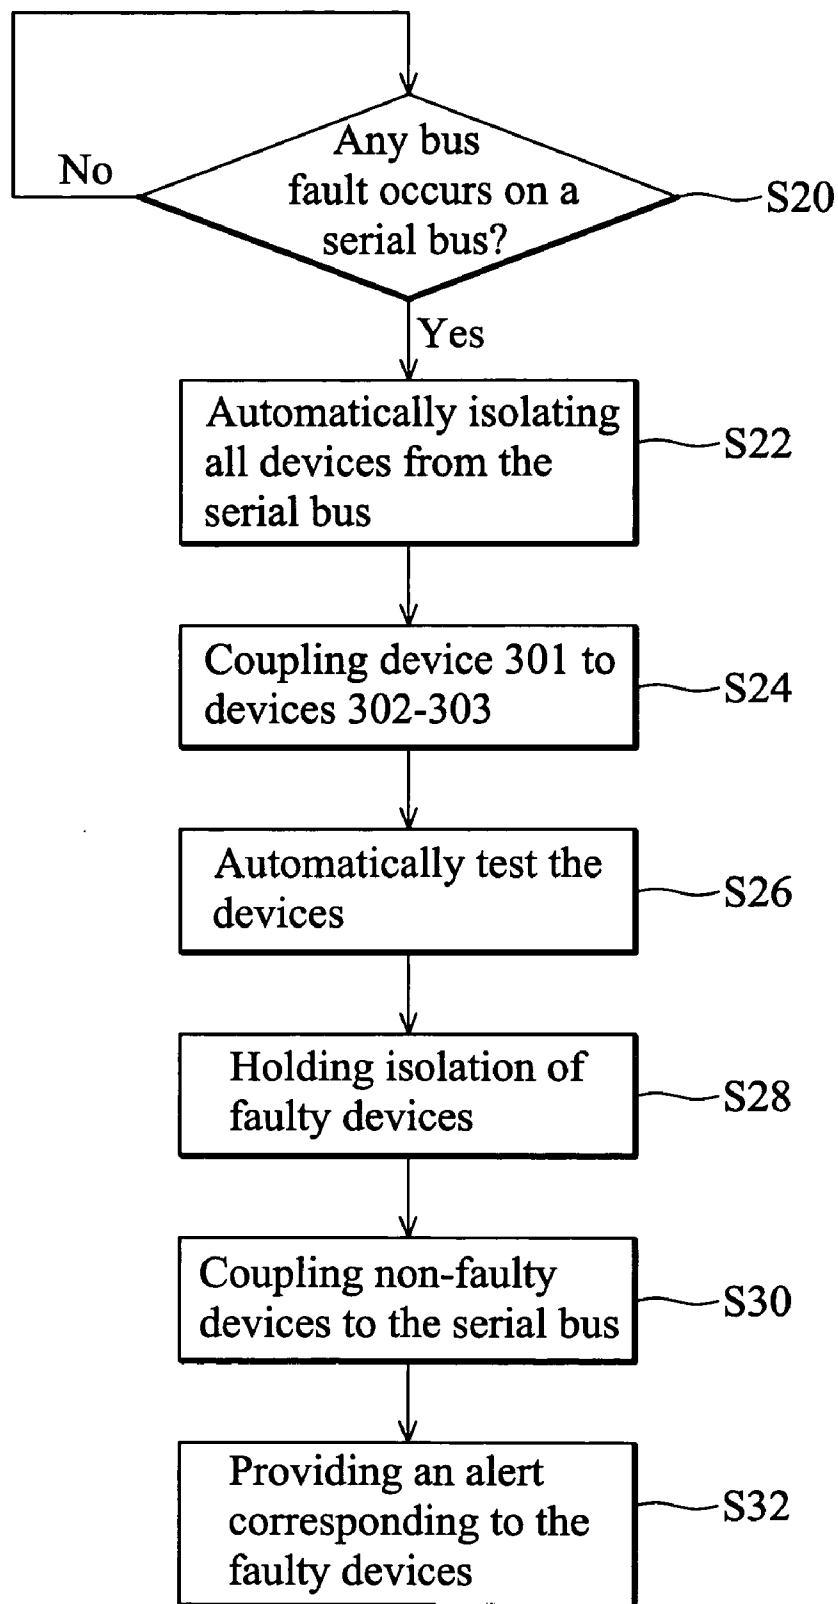 Any bus
fault occurs on a
serial bus?
No
S20
Yes
Automatically isolating
all devices from the
serial bus
S22
Coupling device 301 to
devices 302-303
S24
Automatically test the
devices
S26
Holding isolation of
faulty devices
S28
Coupling non-faulty
devices to the serial bus
S30
Providing an alert
corresponding to the
faulty devices
S32